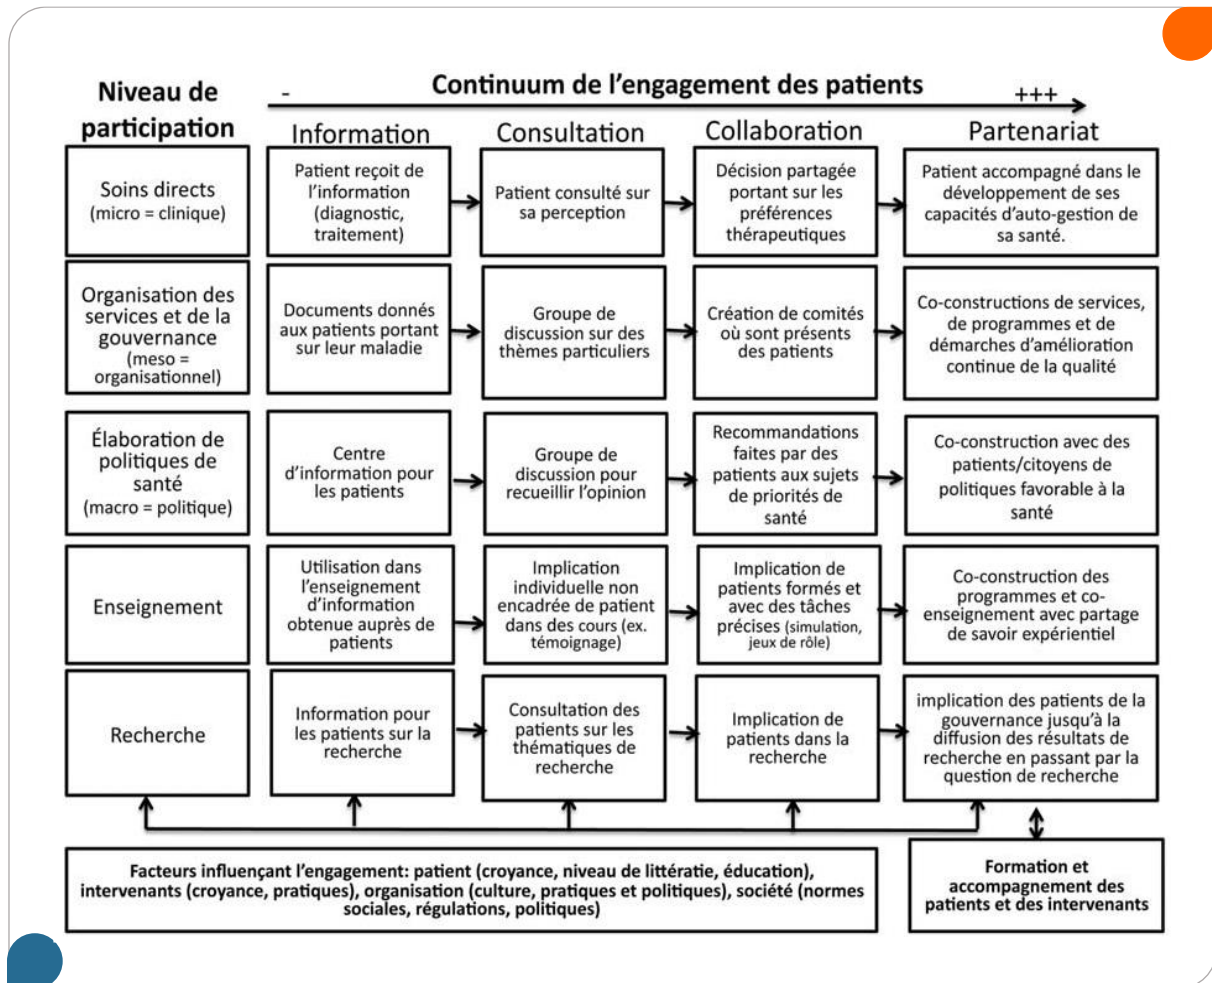 Niveau de
participation
Continuum de l'engagement des patients
-
+++
Information
Consultation
Collaboration
Partenariat
Soins directs
(micro = clinique)
Patient reçoit de
l'information
(diagnostic,
traitement)
Patient consulté sur
sa perception
Décision partagée
portant sur les
préférences
thérapeutiques
Patient accompagné dans le
développement de ses
capacités d'auto-gestion de
sa santé.
Organisation des
services et de la
gouvernance
(meso =
organisationnel)
Documents donnés
aux patients portant
sur leur maladie
Groupe de
discussion sur des
thèmes particuliers
Création de comités
où sont présents
des patients
Co-constructions de services,
de programmes et de
démarches d'amélioration
continue de la qualité
Élaboration de
politiques de
santé
(macro = politique)
Centre
d'information pour
les patients
Groupe de
discussion pour
recueillir l'opinion
Recommandations
faites par des
patients aux sujets
de priorités de
santé
Co-construction avec des
patients/citoyens de
politiques favorable à la
santé
Enseignement
Utilisation dans
l'enseignement
d'information
obtenue auprès de
patients
Implication
individuelle non
encadrée de patient
dans des cours (ex.
témoignage)
Implication de
patients formés et
avec des tâches
précises (simulation,
jeux de rôle)
Co-construction des
programmes et co-
enseignement avec partage
de savoir expérientiel
Recherche
Information pour
les patients sur la
recherche
Consultation des
patients sur les
thématiques de
recherche
Implication de
patients dans la
recherche
implication des patients de la
gouvernance jusqu'à la
diffusion des résultats de
recherche en passant par la
question de recherche
Facteurs influençant l'engagement: patient (croyance, niveau de littératie, éducation),
intervenants (croyance, pratiques), organisation (culture, pratiques et politiques), société (normes
sociales, régulations, politiques)
Formation et
accompagnement des
patients et des intervenants